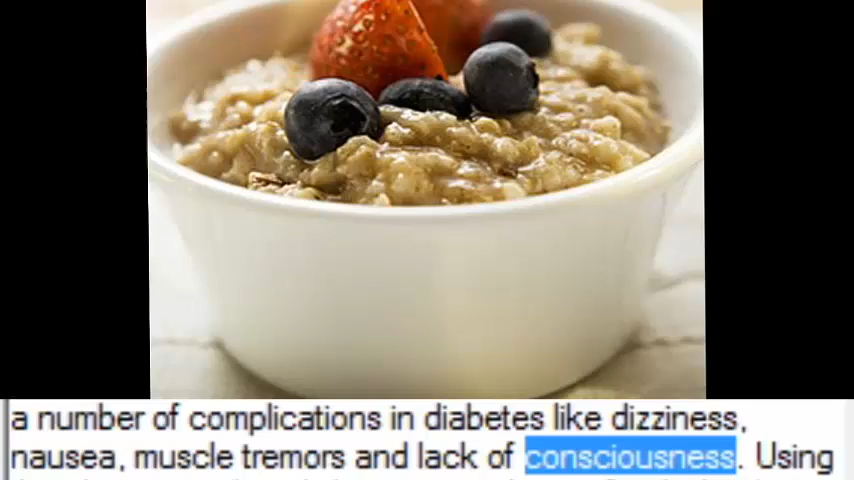 a number of complications in diabetes like dizziness,
nausea, muscle tremors and lack of consciousness. Using